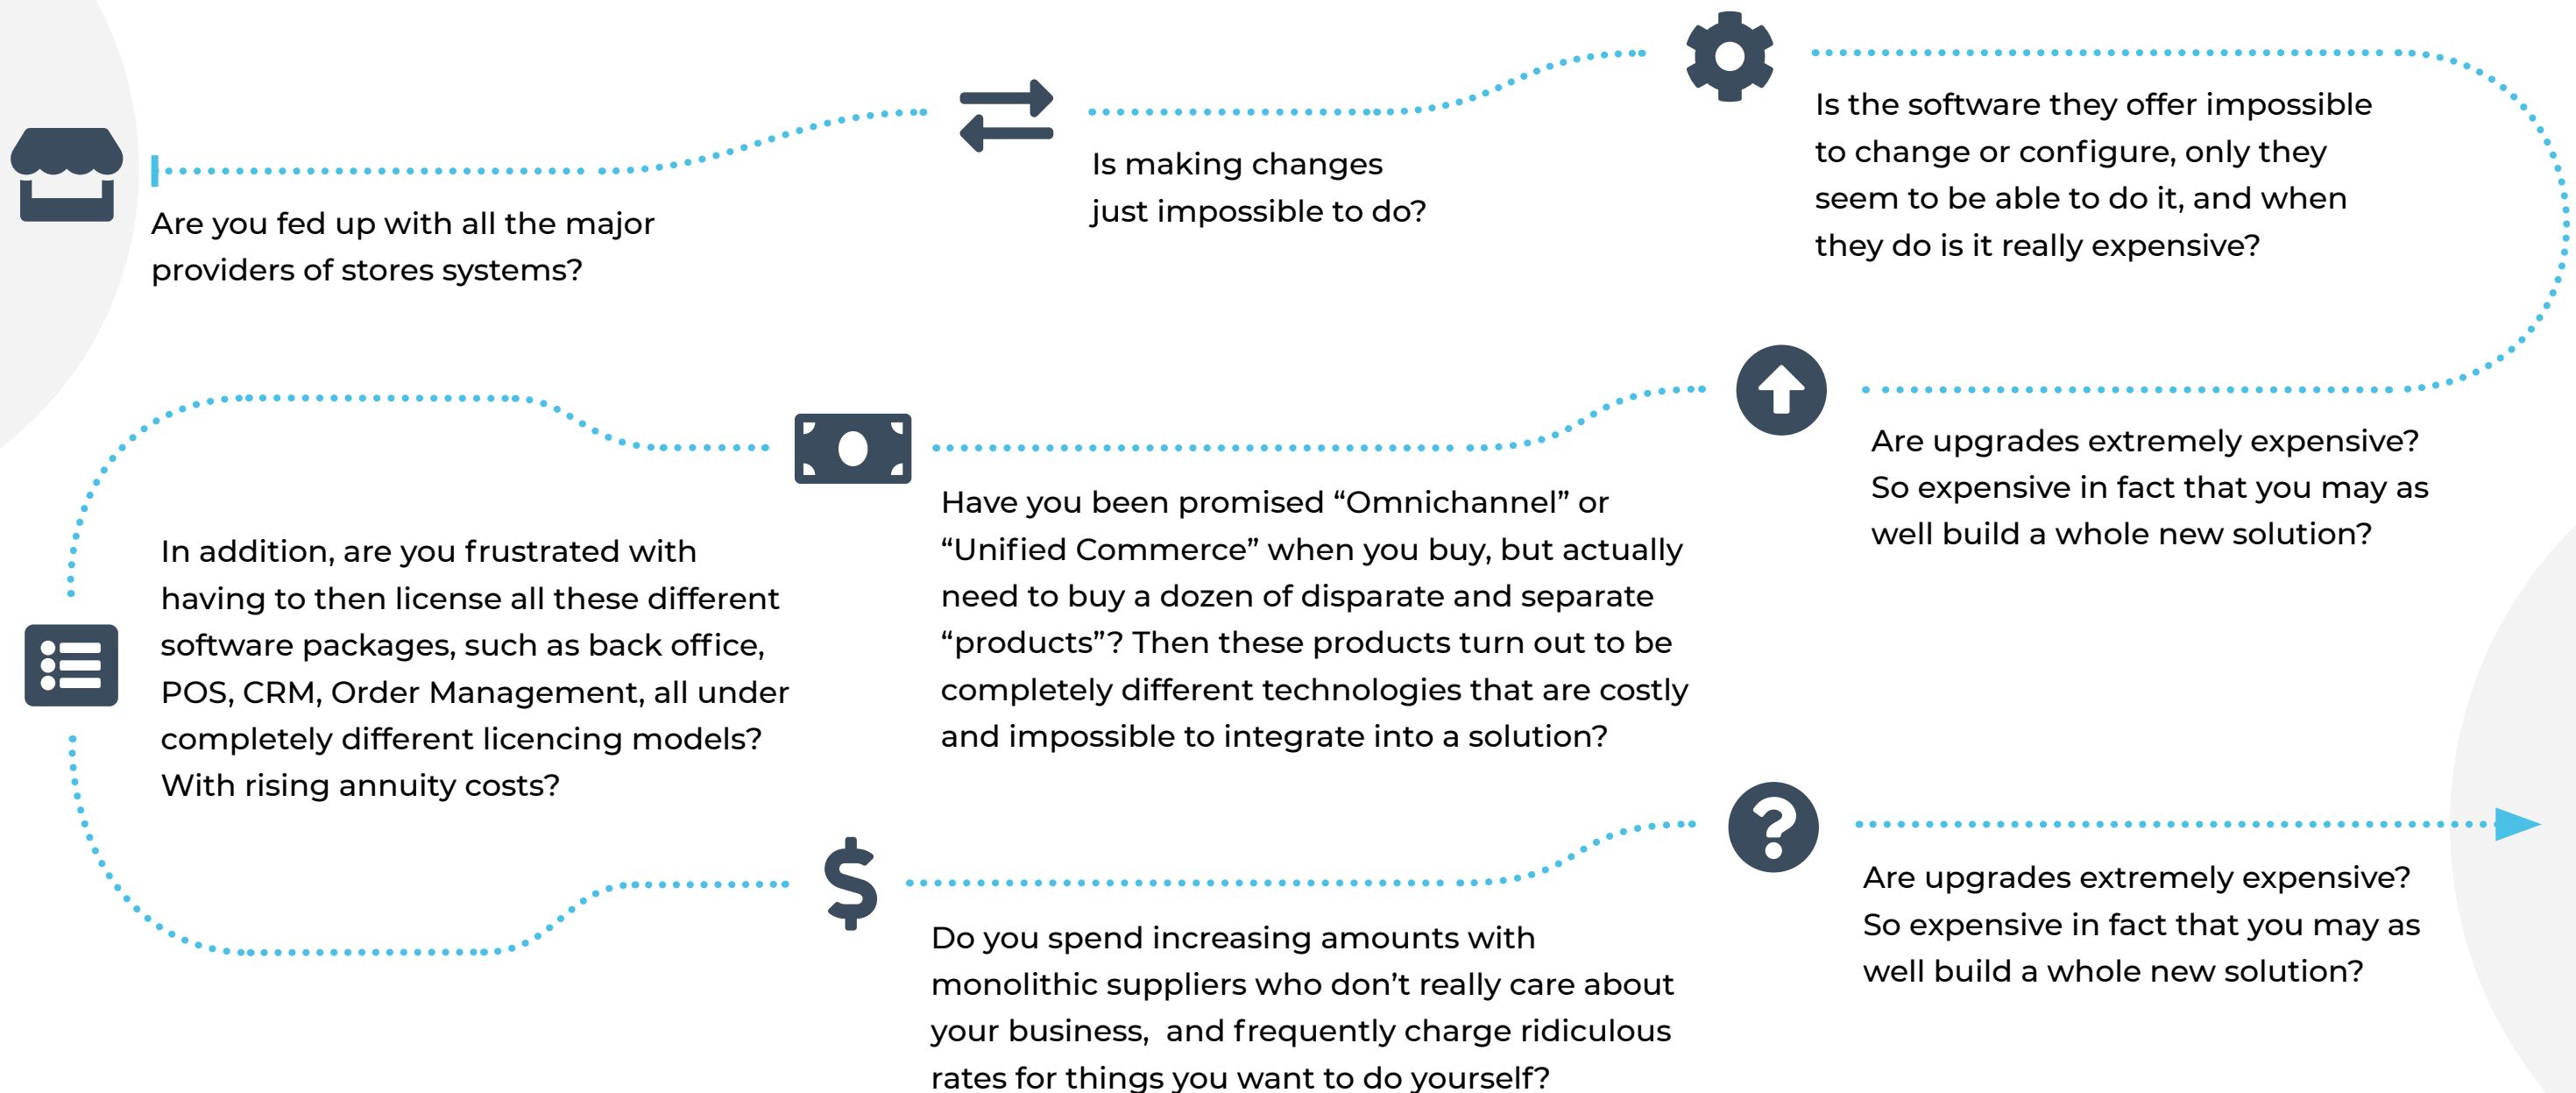 Are you fed up with all the major
providers of stores systems?
Is making changes
just impossible to do?
Is the software they offer impossible
to change or configure, only they
seem to be able to do it, and when
they do is it really expensive?
Are upgrades extremely expensive?
So expensive in fact that you may as
well build a whole new solution?
Have you been promised “Omnichannel” or
“Unified Commerce” when you buy, but actually
need to buy a dozen of disparate and separate
“products”? Then these products turn out to be
completely different technologies that are costly
and impossible to integrate into a solution?
In addition, are you frustrated with
having to then license all these different
software packages, such as back office,
POS, CRM, Order Management, all under
completely different licencing models?
With rising annuity costs?
Do you spend increasing amounts with
monolithic suppliers who don’t really care about
your business,  and frequently charge ridiculous
rates for things you want to do yourself?
Are upgrades extremely expensive?
So expensive in fact that you may as
well build a whole new solution?